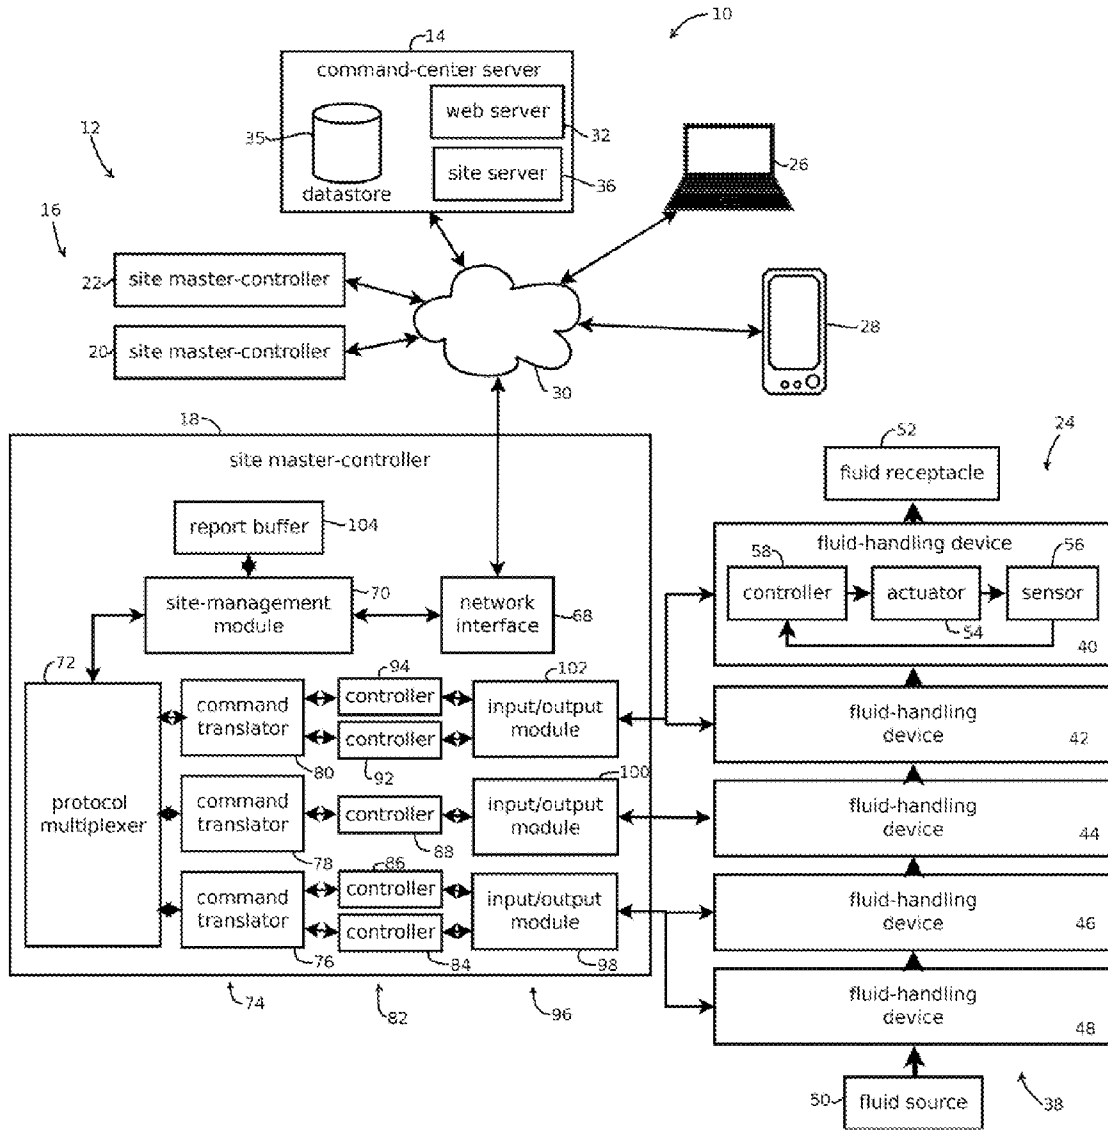 10
14
command-center server
web server
32
35
datastore
site server
36
12
26
16
22
site master-controller
20
site master-controller
28
30
18
site master-controller
24
52
fluid receptacle
report buffer
104
fluid-handling device
58
56
controller
actuator
sensor
54
40
site-management
module
70
network
interface
68
72
94
102
command
translator
controller
input/output
module
controller
80
92
fluid-handling
device
42
protocol
multiplexer
100
command
translator
controller
input/output
module
78
88
fluid-handling
device
44
86
command
translator
controller
input/output
module
controller
76
84
98
fluid-handling
device
46
74
82
96
fluid-handling
device
48
50
fluid source
38